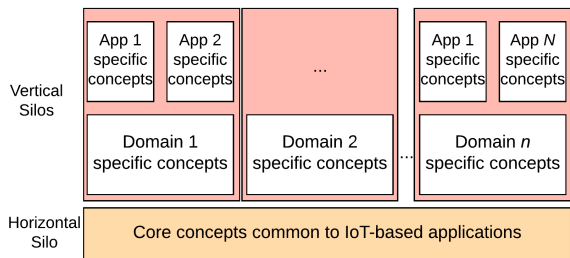 App 1
specific
concepts
App 2
specific
concepts
...
App 1
specific
concepts
App N
specific
concepts
Vertical
Silos
Domain 1
specific concepts
Domain 2
specific concepts
...
Domain n
specific concepts
Horizontal
Silo
Core concepts common to IoT-based applications